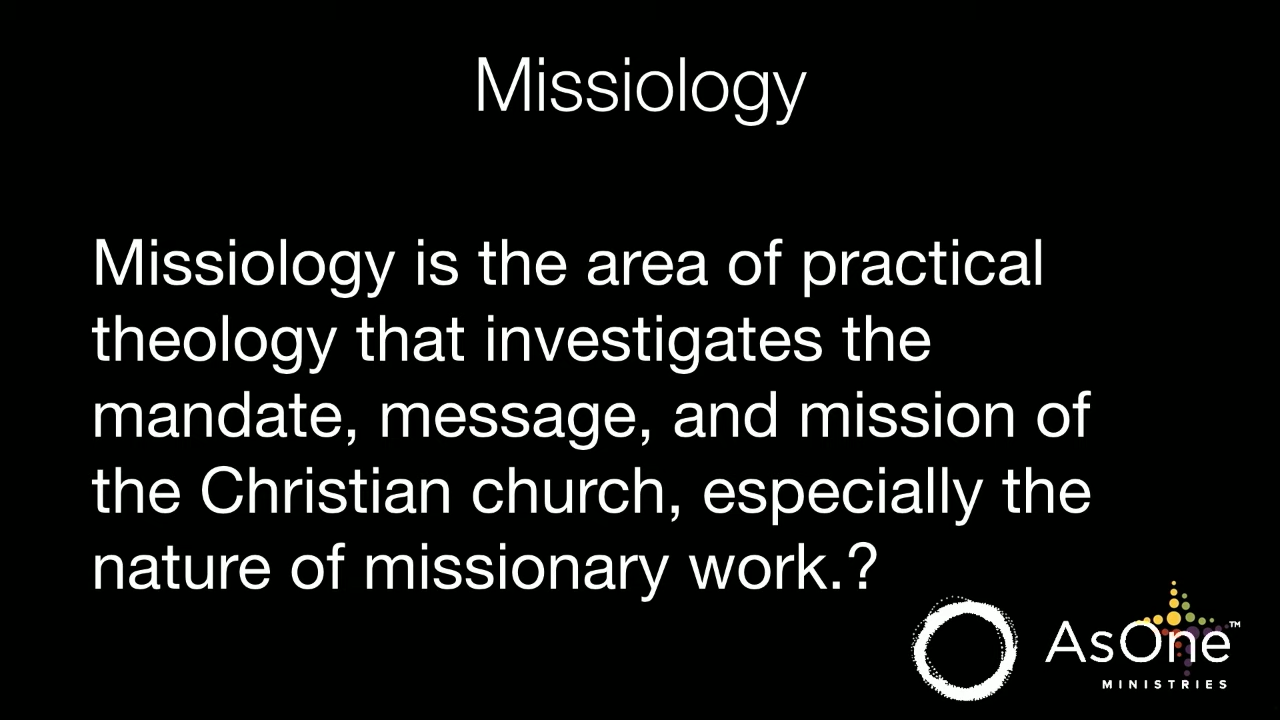 Missiology
Missiology is the area of practical
theology that investigates the
mandate, message, and mission of
the Christian church, especially the
nature of missionary work.?
AsOne™
MINISTRIES